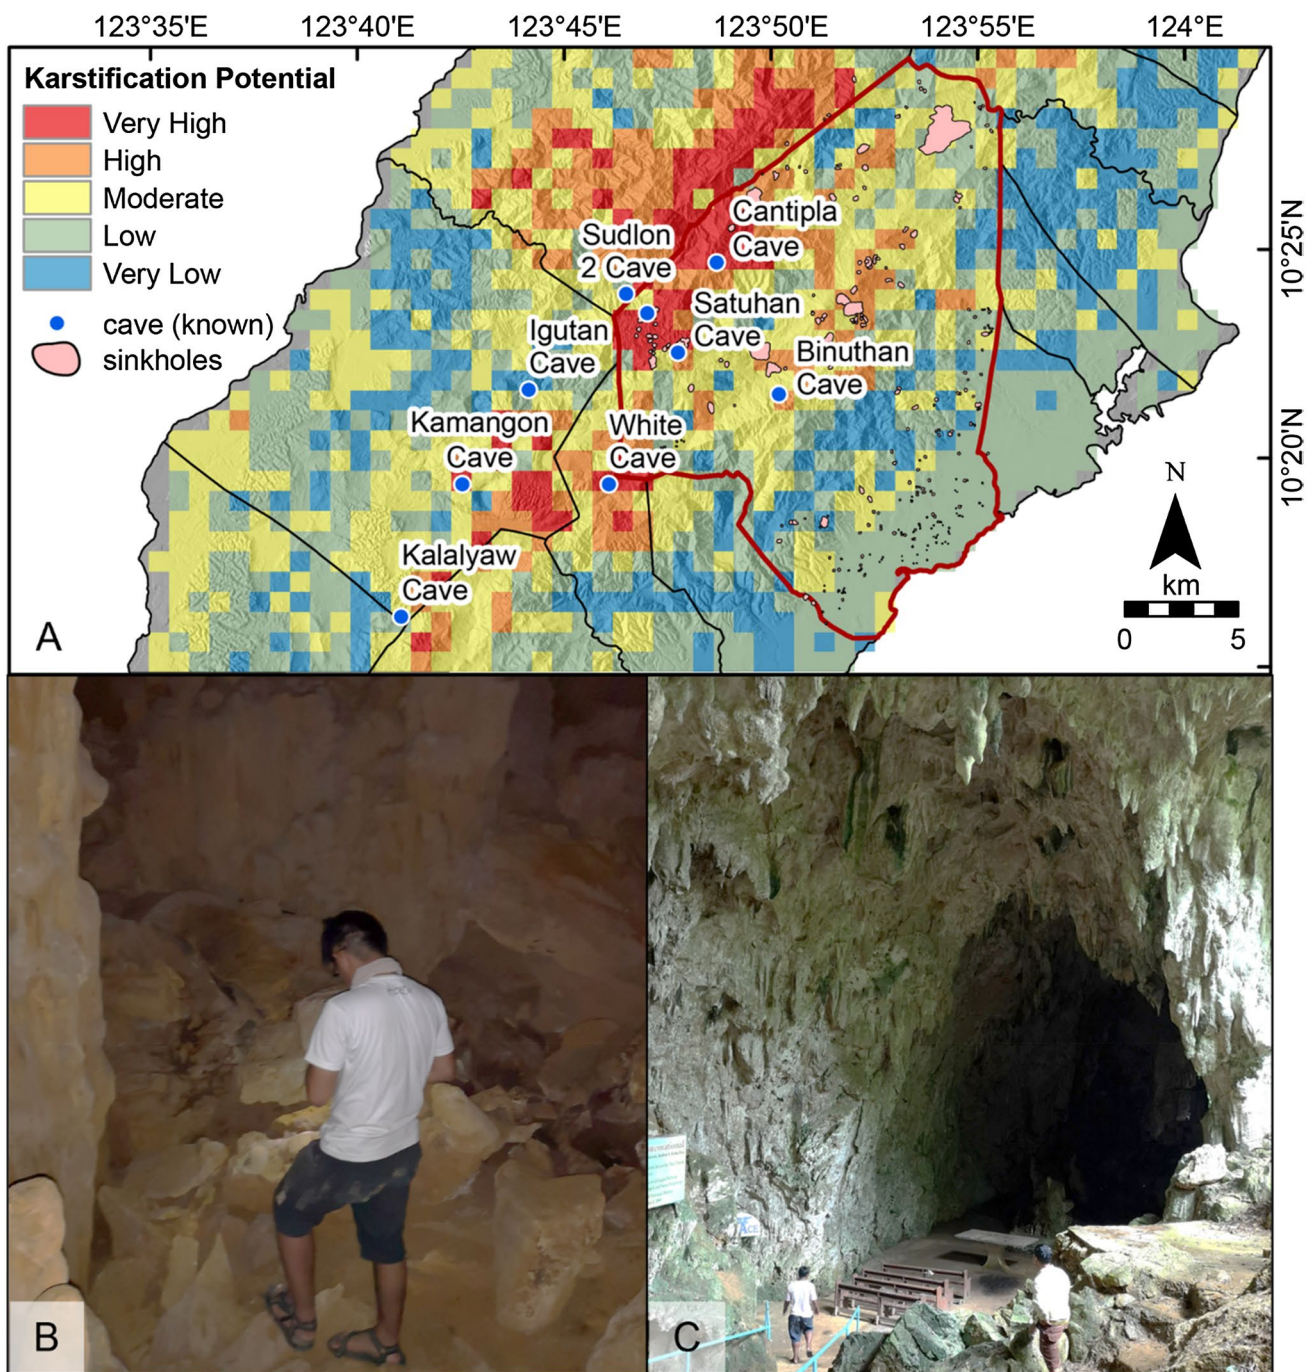 123°35'E 123°40'E 123°45'E 123°50'E 123°55'E 124°E
Karstification Potential
Very High
High
Moderate
Low
Very Low
cave (known)
sinkholes
Cantipla
Cave
Sudlon
2 Cave
Satuhan
Cave
Igutan
Cave
Binuthan
Cave
Kamangon
Cave
White
Cave
Kalalyaw
Cave
10°25'N
10°20'N
N
km
0 5
A
B
C
ACE